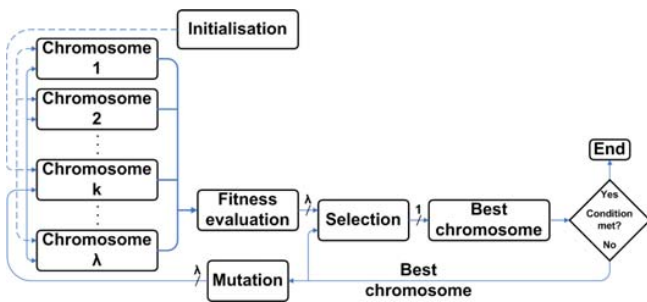 Initialisation
Chromosome
1
Chromosome
2
Chromosome
k
Chromosome
λ
Fitness
evaluation
λ
Selection
1
Best
chromosome
End
Yes
Condition
met?
No
λ
Mutation
Best
chromosome